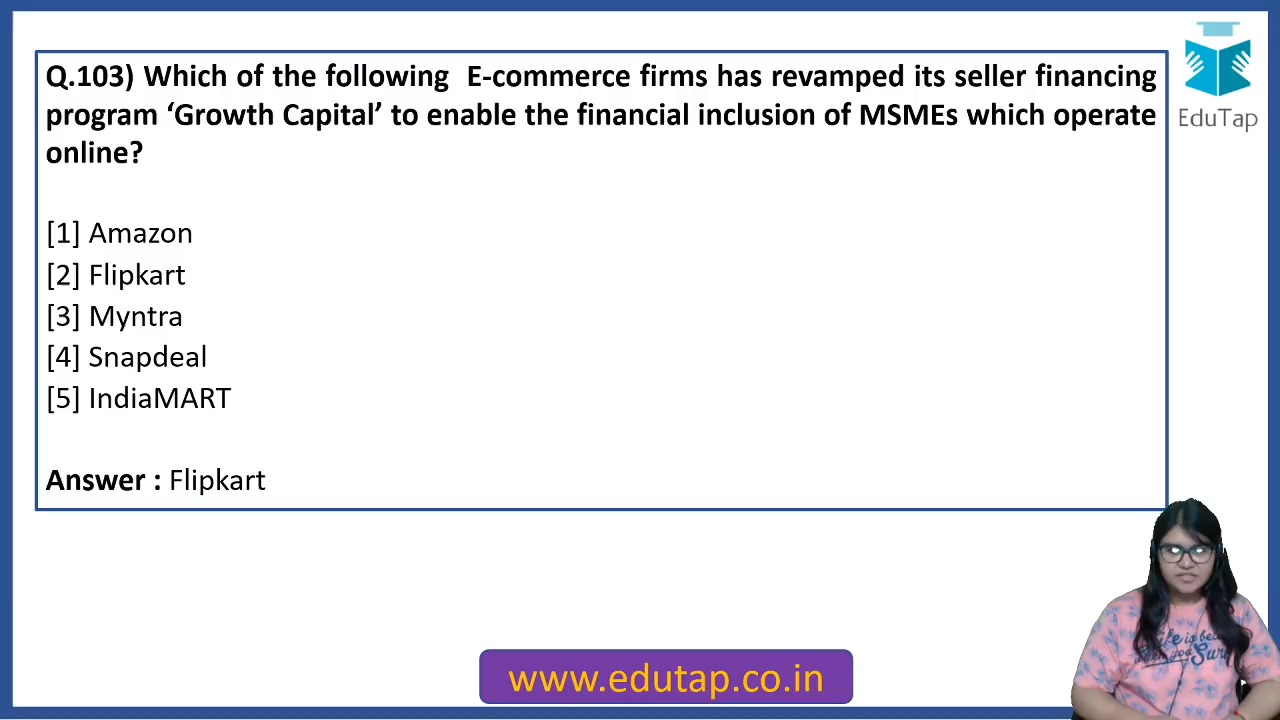 Q.103) Which of the following E-commerce firms has revamped its seller financing
program ‘Growth Capital’ to enable the financial inclusion of MSMEs which operate
online?
[1] Amazon
[2] Flipkart
[3] Myntra
[4] Snapdeal
[5] IndiaMART
Answer : Flipkart
EduTap
www.edutap.co.in